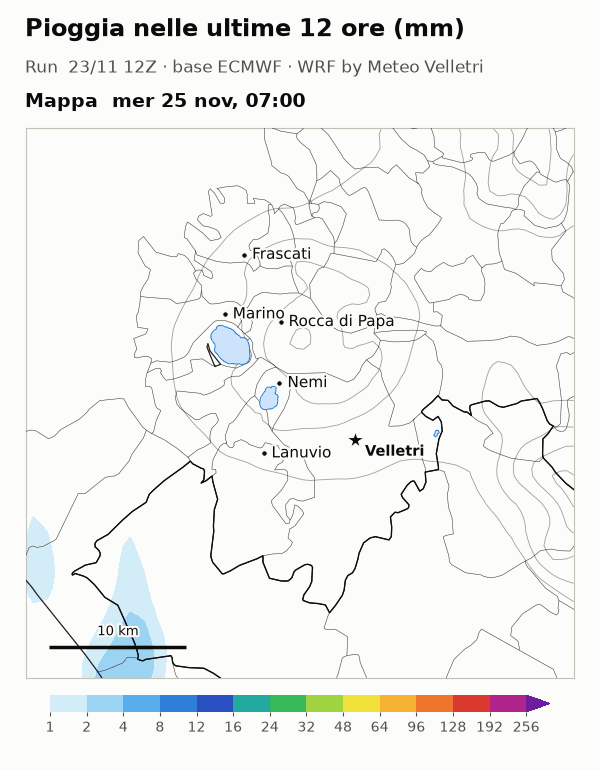 Pioggia nelle ultime 12 ore (mm)
Run  23/11 12Z · base ECMWF · WRF by Meteo Velletri
Mappa  mer 25 nov, 07:00
Frascati
Marino
Rocca di Papa
Nemi
Velletri
Lanuvio
10 km
1 2 4 8 12 16 24 32 48 64 96 128 192 256